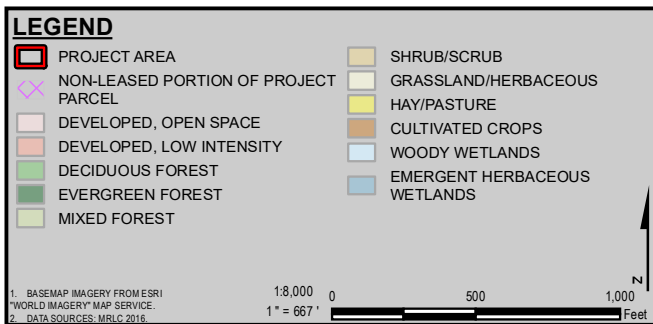 LEGEND
PROJECT AREA
NON-LEASED PORTION OF PROJECT
PARCEL
DEVELOPED, OPEN SPACE
DEVELOPED, LOW INTENSITY
DECIDUOUS FOREST
EVERGREEN FOREST
MIXED FOREST
SHRUB/SCRUB
GRASSLAND/HERBACEOUS
HAY/PASTURE
CULTIVATED CROPS
WOODY WETLANDS
EMERGENT HERBACEOUS
WETLANDS
1. BASEMAP IMAGERY FROM ESRI
"WORLD IMAGERY" MAP SERVICE.
2. DATA SOURCES: MRLC 2016.
1:8,000
1 " = 667 '
0 500 1,000
Feet
N